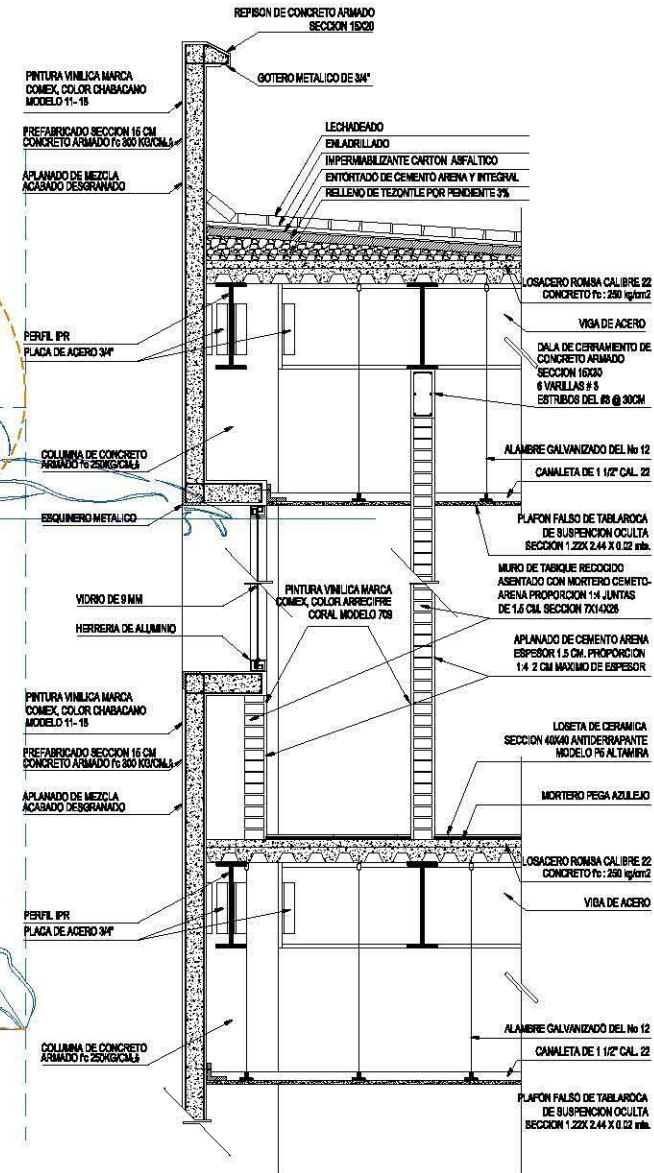 REPISON DE CONCRETO ARMADO
SECCION 15X20
GOTERO METALICO DE 3/4"
PINTURA VINILICA MARCA
COMEX, COLOR CHABACANO
MODELO 11- 15
PREFABRICADO SECCION 15 CM
CONCRETO ARMADO f'c 300 KG/CM.&
APLANADO DE MEZCLA
ACABADO DESGRANADO
LECHADEADO
ENLADRILLADO
IMPERMIABILIZANTE CARTON ASFALTICO
ENTORTADO DE CEMENTO ARENA Y INTEGRAL
RELLENO DE TEZONTLE POR PENDIENTE 3%
LOSACERO ROMSA CALIBRE 22
CONCRETO f'c : 250 kg/cm2
VIGA DE ACERO
PERFIL IPR
PLACA DE ACERO 3/4"
DALA DE CERRAMIENTO DE
CONCRETO ARMADO
SECCION 15X30
6 VARILLAS # 3
ESTRIBOS DEL #3 @ 30CM
COLUMNA DE CONCRETO
ARMADO f'c 250KG/CM.&
ALAMBRE GALVANIZADO DEL No 12
CANALETA DE 1 1/2" CAL. 22
ESQUINERO METALICO
PLAFON FALSO DE TABLAROCA
DE SUSPENCION OCULTA
SECCION 1.22X 2.44 X 0.02 mts.
MURO DE TABIQUE RECOCIDO
ASENTADO CON MORTERO CEMETO-
ARENA PROPORCION 1:4 JUNTAS
DE 1.5 CM. SECCION 7X14X26
VIDRIO DE 9 MM
HERRERIA DE ALUMINIO
PINTURA VINILICA MARCA
COMEX, COLOR ARRECIFRE
CORAL MODELO 709
APLANADO DE CEMENTO ARENA
ESPESOR 1.5 CM. PROPORCION
1:4 2 CM MAXIMO DE ESPESOR
PINTURA VINILICA MARCA
COMEX, COLOR CHABACANO
MODELO 11- 15
PREFABRICADO SECCION 15 CM
CONCRETO ARMADO f'c 300 KG/CM.&
APLANADO DE MEZCLA
ACABADO DESGRANADO
LOSETA DE CERAMICA
SECCION 40X40 ANTIDERRAPANTE
MODELO P5 ALTAMIRA
MORTERO PEGA AZULEJO
LOSACERO ROMSA CALIBRE 22
CONCRETO f'c : 250 kg/cm2
VIGA DE ACERO
PERFIL IPR
PLACA DE ACERO 3/4"
COLUMNA DE CONCRETO
ARMADO f'c 250KG/CM.&
ALAMBRE GALVANIZADO DEL No 12
CANALETA DE 1 1/2" CAL. 22
PLAFON FALSO DE TABLAROCA
DE SUSPENCION OCULTA
SECCION 1.22X 2.44 X 0.02 mts.